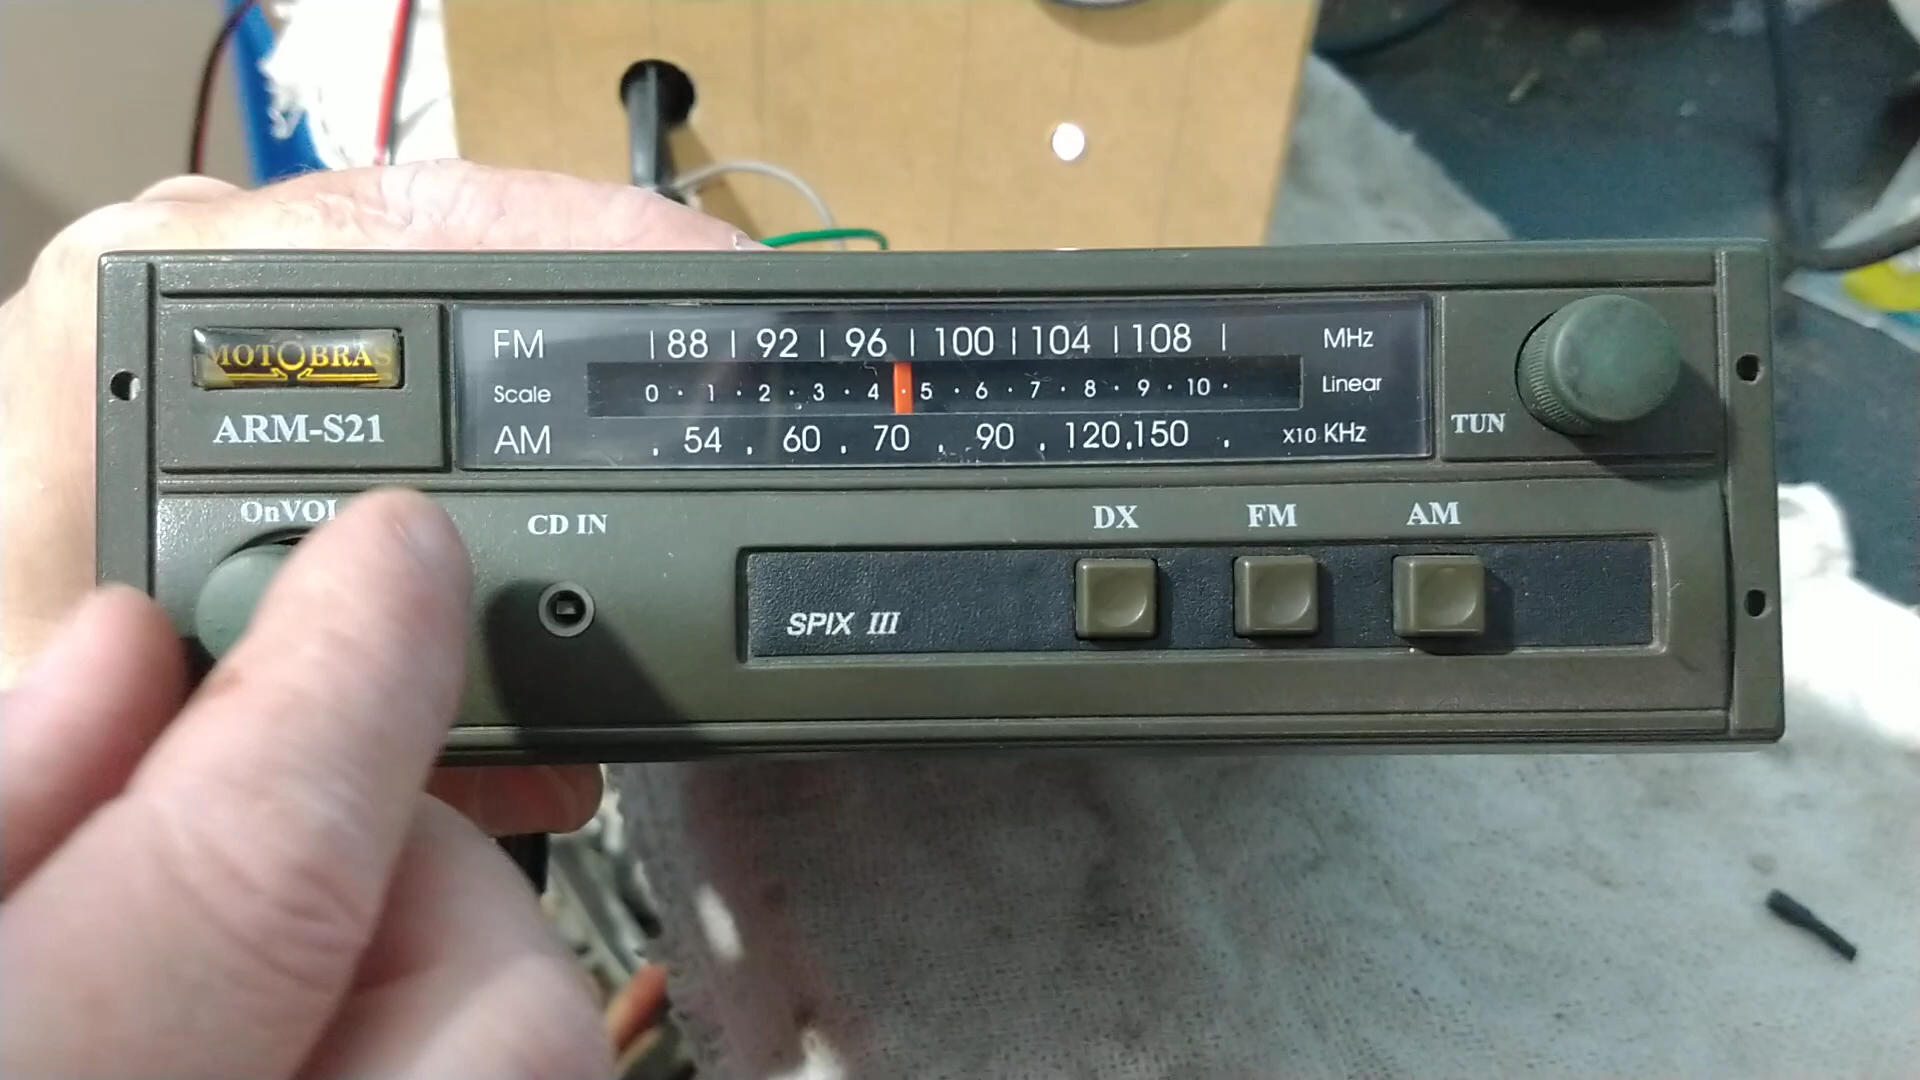 MOTOBRAS
ARM-S21
FM | 88 | 92 | 96 | 100 | 104 | 108 | MHz
Scale 0 · 1 · 2 · 3 · 4 · 5 · 6 · 7 · 8 · 9 · 10 · Linear
AM . 54 . 60 . 70 . 90 . 120 . 150 . X10 KHz
TUN
OnVOL
CD IN
DX
FM
AM
SPIX III